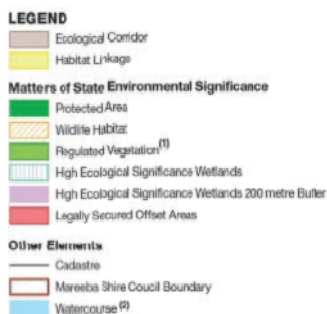 LEGEND
Ecological Corridor
Habitat Linkage
Matters of State Environmental Significance
Protected Area
Wildlife Habitat
Regulated Vegetation(1)
High Ecological Significance Wetlands
High Ecological Significance Wetlands 200 metre Buffer
Legally Secured Offset Areas
Other Elements
Cadastre
Mareeba Shire Coucil Boundary
Watercourse (2)